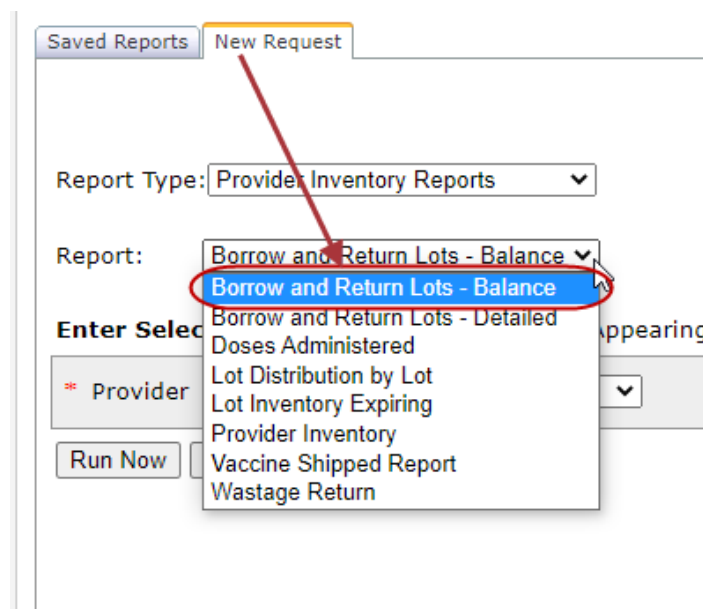 Saved Reports New Request
Report Type: Provider Inventory Reports
Report: Borrow and Return Lots - Balance
Borrow and Return Lots - Balance
Borrow and Return Lots - Detailed
Enter Selec Appearing
Doses Administered
Lot Distribution by Lot
* Provider
Lot Inventory Expiring
Provider Inventory
Run Now
Vaccine Shipped Report
Wastage Return